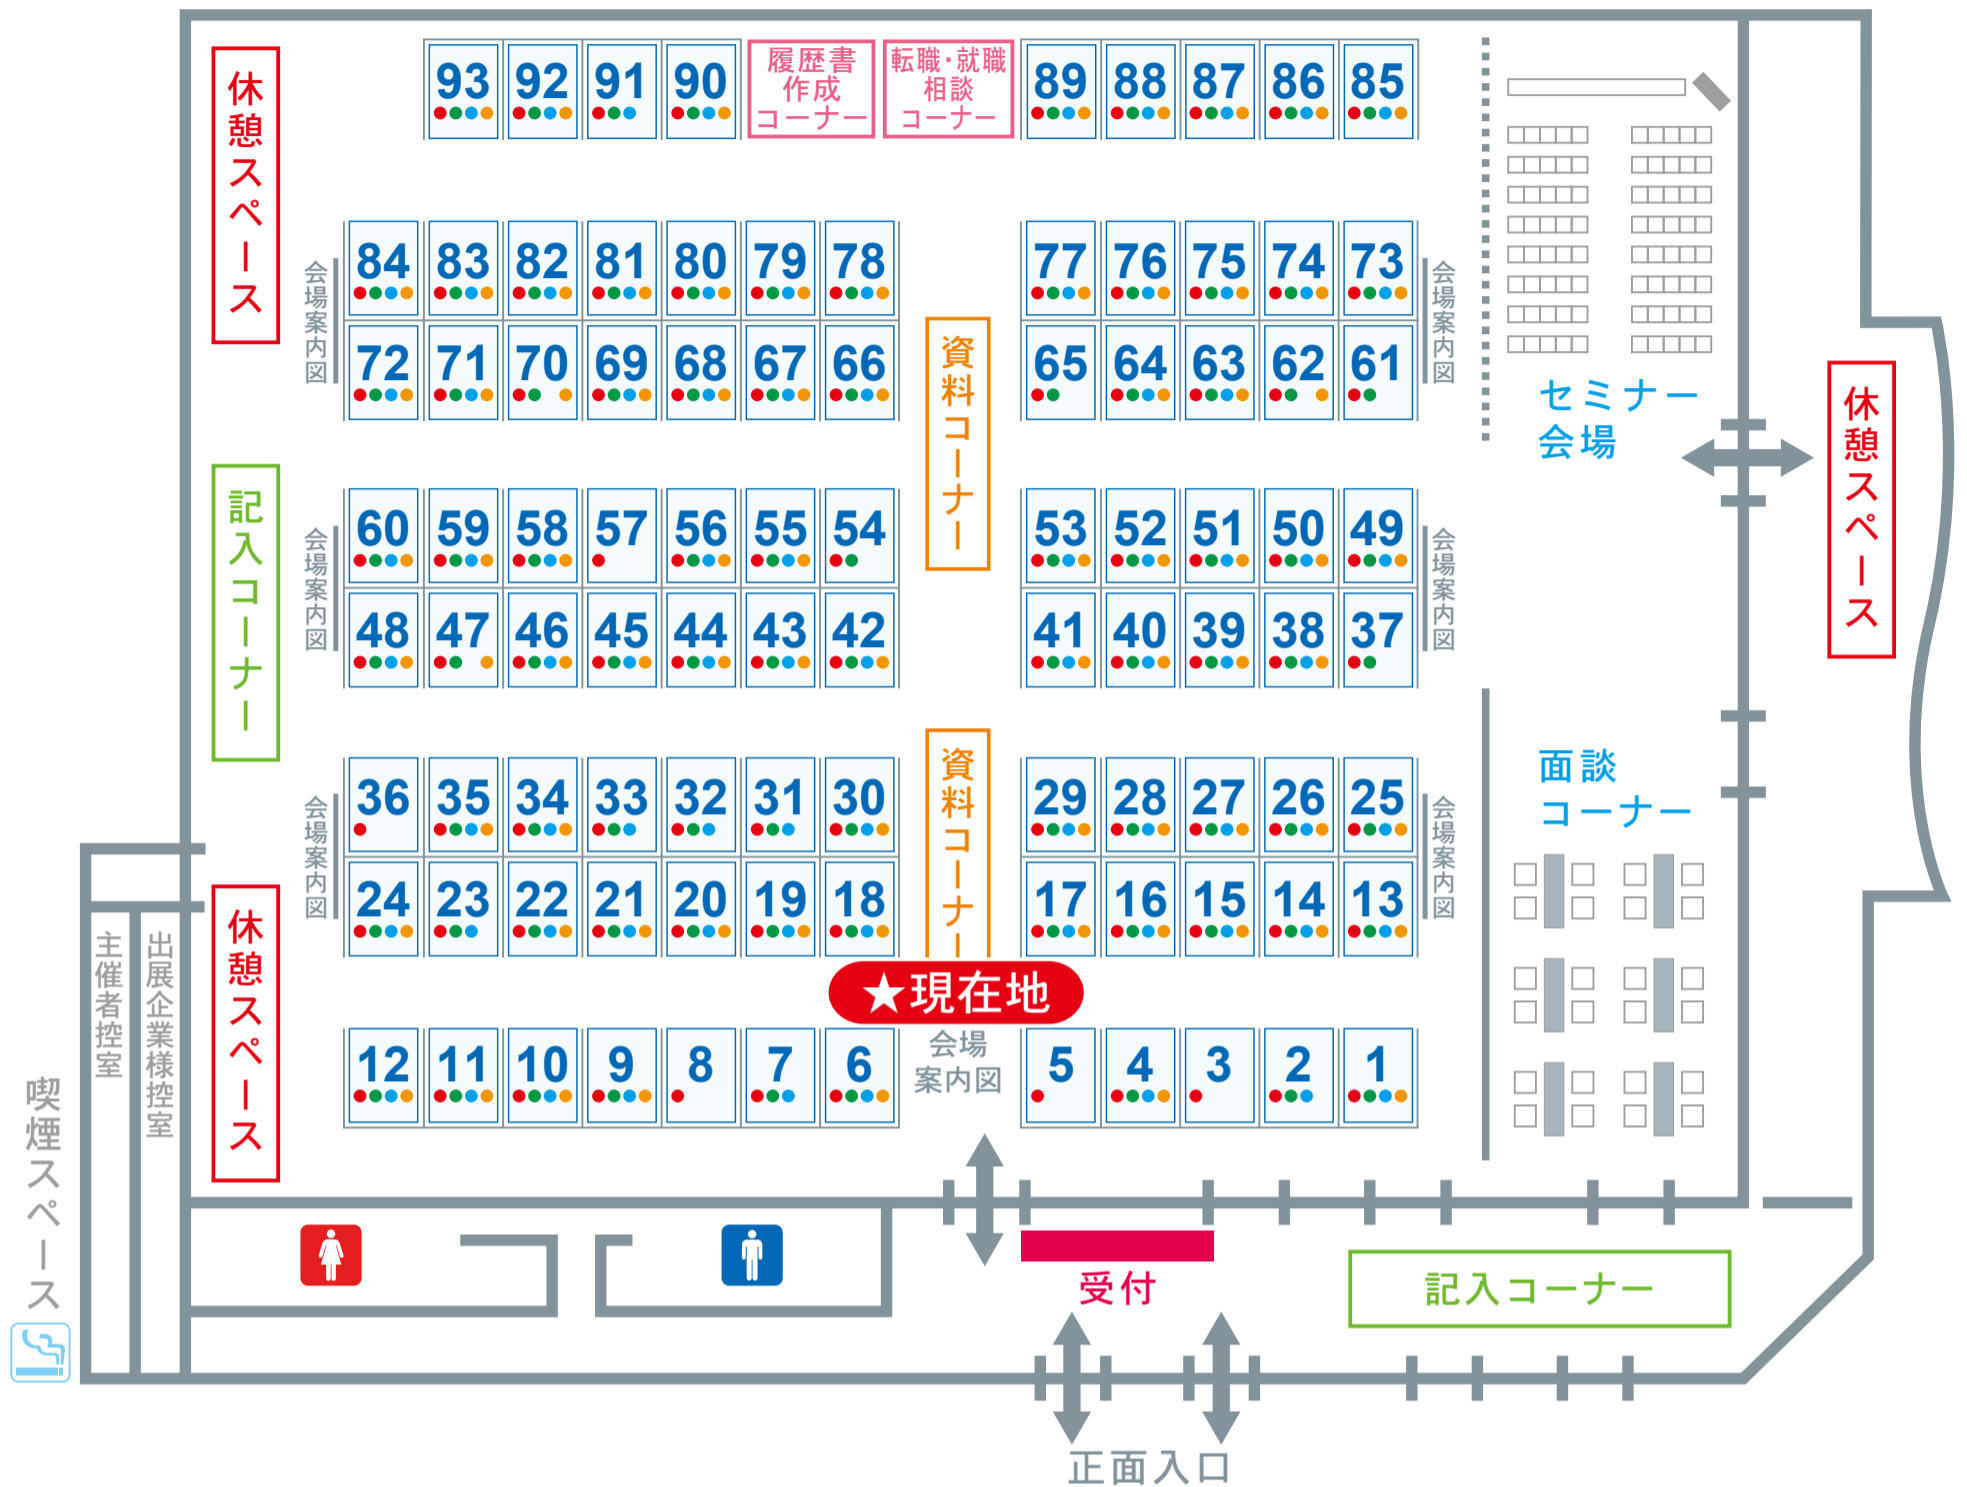 休憩スペース
93 92 91 90
履歴書
作成
コーナー
転職・就職
相談
コーナー
89 88 87 86 85
会場案内図
84 83 82 81 80 79 78
77 76 75 74 73
会場案内図
72 71 70 69 68 67 66
65 64 63 62 61
資料コーナー
セミナー
会場
休憩スペース
記入コーナー
会場案内図
60 59 58 57 56 55 54
53 52 51 50 49
会場案内図
48 47 46 45 44 43 42
41 40 39 38 37
会場案内図
36 35 34 33 32 31 30
資料コーナー
29 28 27 26 25
会場案内図
面談
コーナー
24 23 22 21 20 19 18
17 16 15 14 13
休憩スペース
主催者控室
出展企業様控室
★現在地
会場
案内図
12 11 10 9 8 7 6
5 4 3 2 1
喫煙スペース
受付
記入コーナー
正面入口